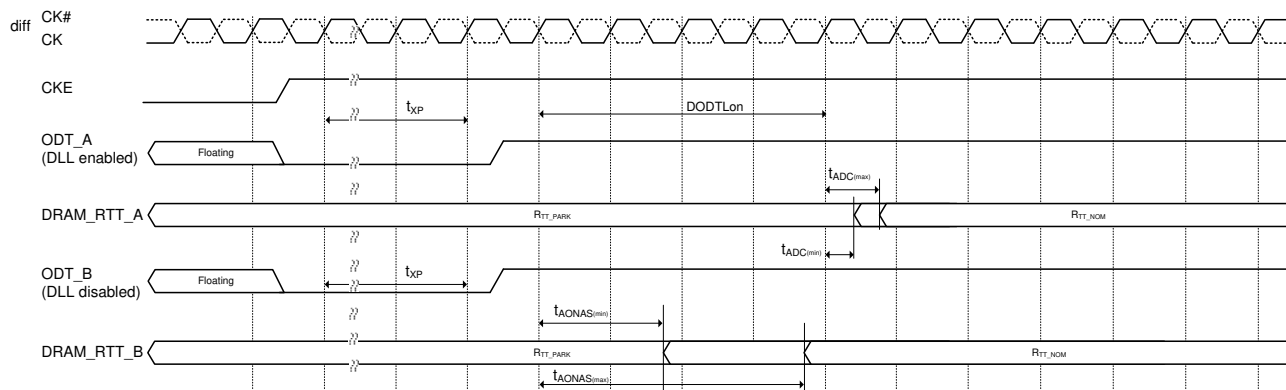 diff CK#
CK
CKE
tXP
DODTLon
ODT_A
(DLL enabled)
Floating
tADC(max)
DRAM_RTT_A
RTT_PARK
RTT_NOM
tADC(min)
ODT_B
(DLL disabled)
Floating
tXP
tAONAS(min)
DRAM_RTT_B
RTT_PARK
RTT_NOM
tAONAS(max)